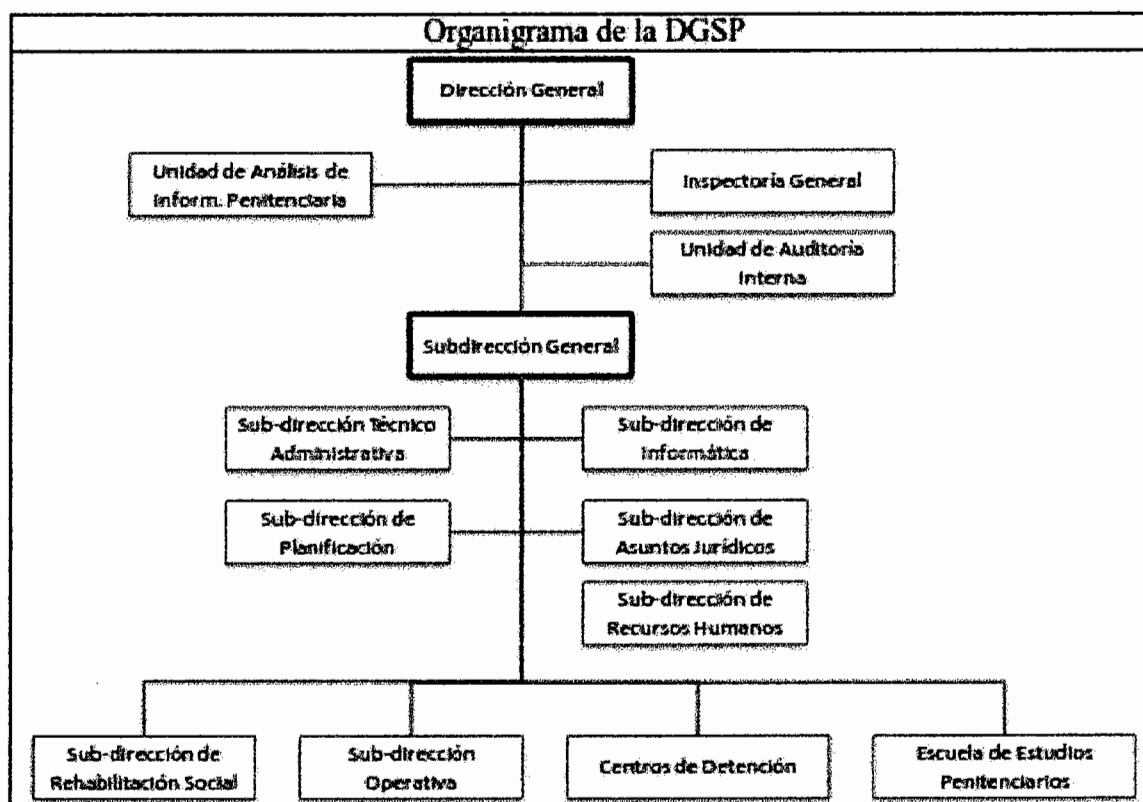 Organigrama de la DGSP
Dirección General
Unidad de Análisis de
Inform. Penitenciaria
Inspectoría General
Unidad de Auditoría
Interna
Subdirección General
Sub-dirección Técnico
Administrativa
Sub-dirección de
Informática
Sub-dirección de
Planificación
Sub-dirección de
Asuntos Jurídicos
Sub-dirección de
Recursos Humanos
Sub-dirección de
Rehabilitación Social
Sub-dirección
Operativa
Centros de Detención
Escuela de Estudios
Penitenciarios